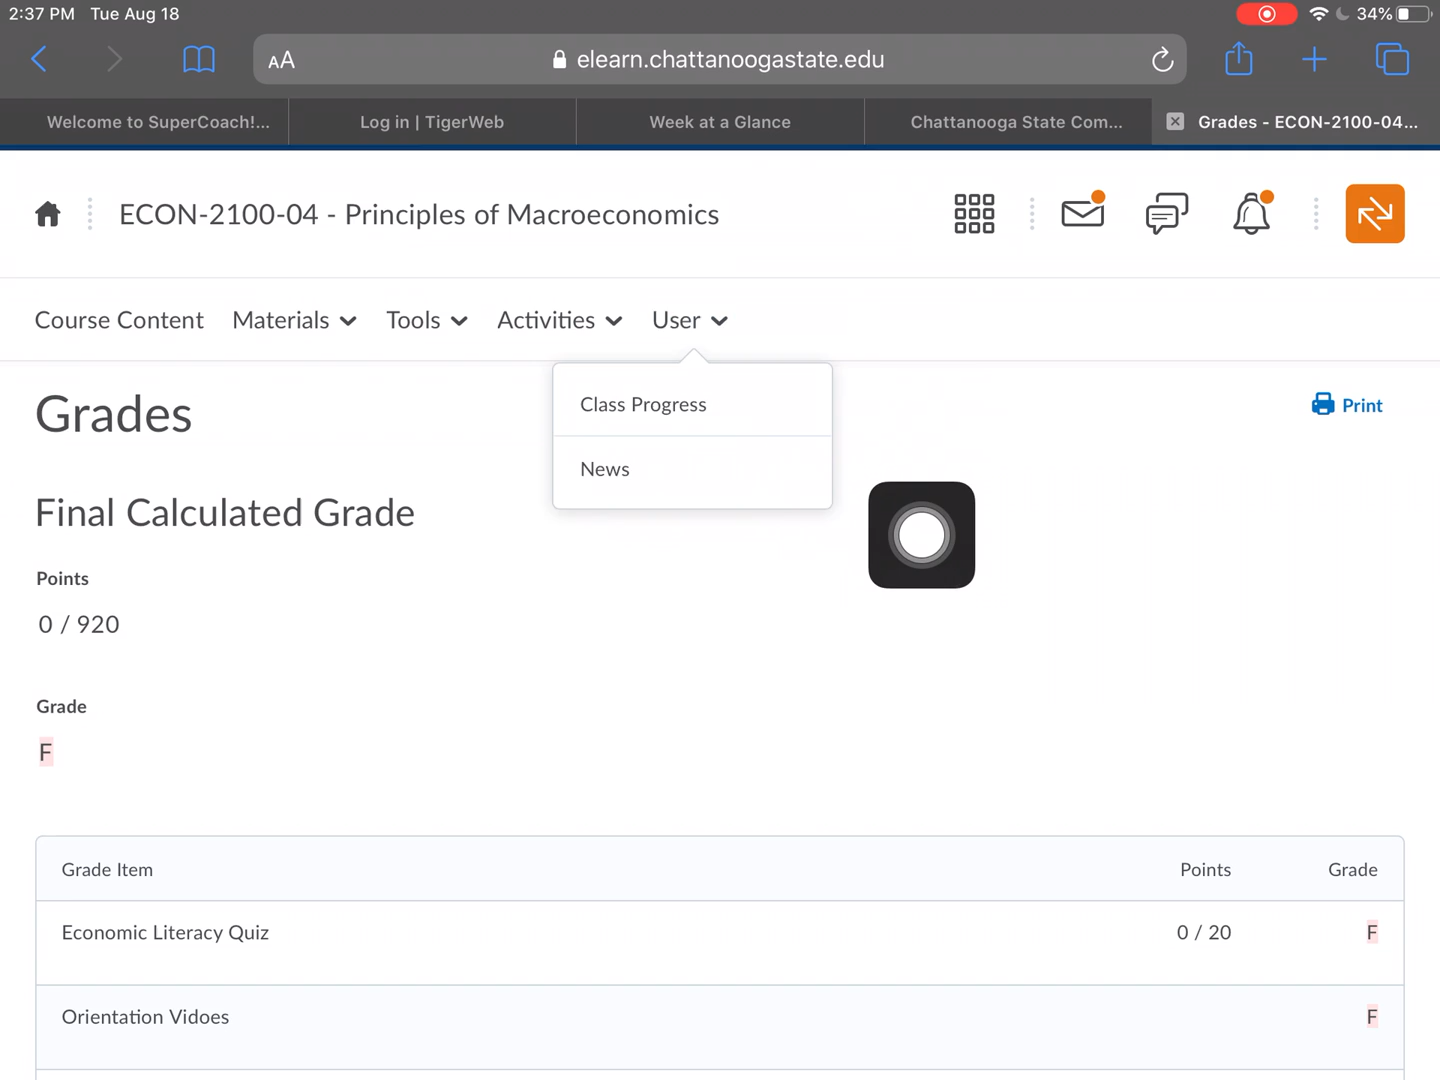 2:37 PM Tue Aug 18 34%
AA elearn.chattanoogastate.edu
Welcome to SuperCoach!... Log in | TigerWeb Week at a Glance Chattanooga State Com... Grades - ECON-2100-04...
ECON-2100-04 - Principles of Macroeconomics
Course Content Materials Tools Activities User
Class Progress
News
Grades
Print
Final Calculated Grade
Points
0 / 920
Grade
F
Grade Item Points Grade
Economic Literacy Quiz 0 / 20 F
Orientation Vidoes F